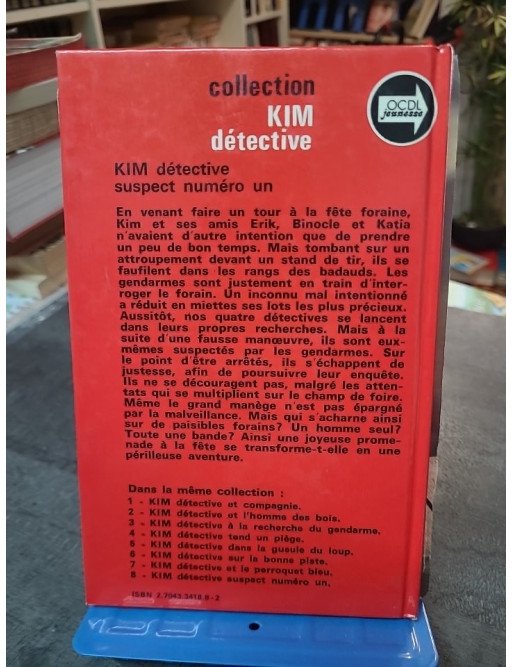 collection
KIM
détective
OCDL
jeunesse
KIM détective
suspect numéro un
En venant faire un tour à la fête foraine,
Kim et ses amis Erik, Binocle et Katia
n'avaient d'autre intention que de prendre
un peu de bon temps. Mais tombant sur un
attroupement devant un stand de tir, ils se
faufilent dans les rangs des badauds. Les
gendarmes sont justement en train d'inter-
roger le forain. Un inconnu mal intentionné
a réduit en miettes ses lots les plus précieux.
Aussitôt, nos quatre détectives se lancent
dans leurs propres recherches. Mais à la
suite d'une fausse manœuvre, ils sont eux-
mêmes suspectés par les gendarmes. Sur
le point d'être arrêtés, ils s'échappent de
justesse, afin de poursuivre leur enquête.
Ils ne se découragent pas, malgré les atten-
tats qui se multiplient sur le champ de foire.
Même le grand manège n'est pas épargné
par la malveillance. Mais qui s'acharne ainsi
sur de paisibles forains? Un homme seul?
Toute une bande? Ainsi une joyeuse prome-
nade à la fête se transforme-t-elle en une
périlleuse aventure.
Dans la même collection :
1 - KIM détective et compagnie.
2 - KIM détective et l'homme des bois.
3 - KIM détective à la recherche du gendarme.
4 - KIM détective tend un piège.
5 - KIM détective dans la gueule du loup.
6 - KIM détective sur la bonne piste.
7 - KIM détective et le perroquet bleu.
8 - KIM détective suspect numéro un.
ISBN 2.7043.3418.8-2